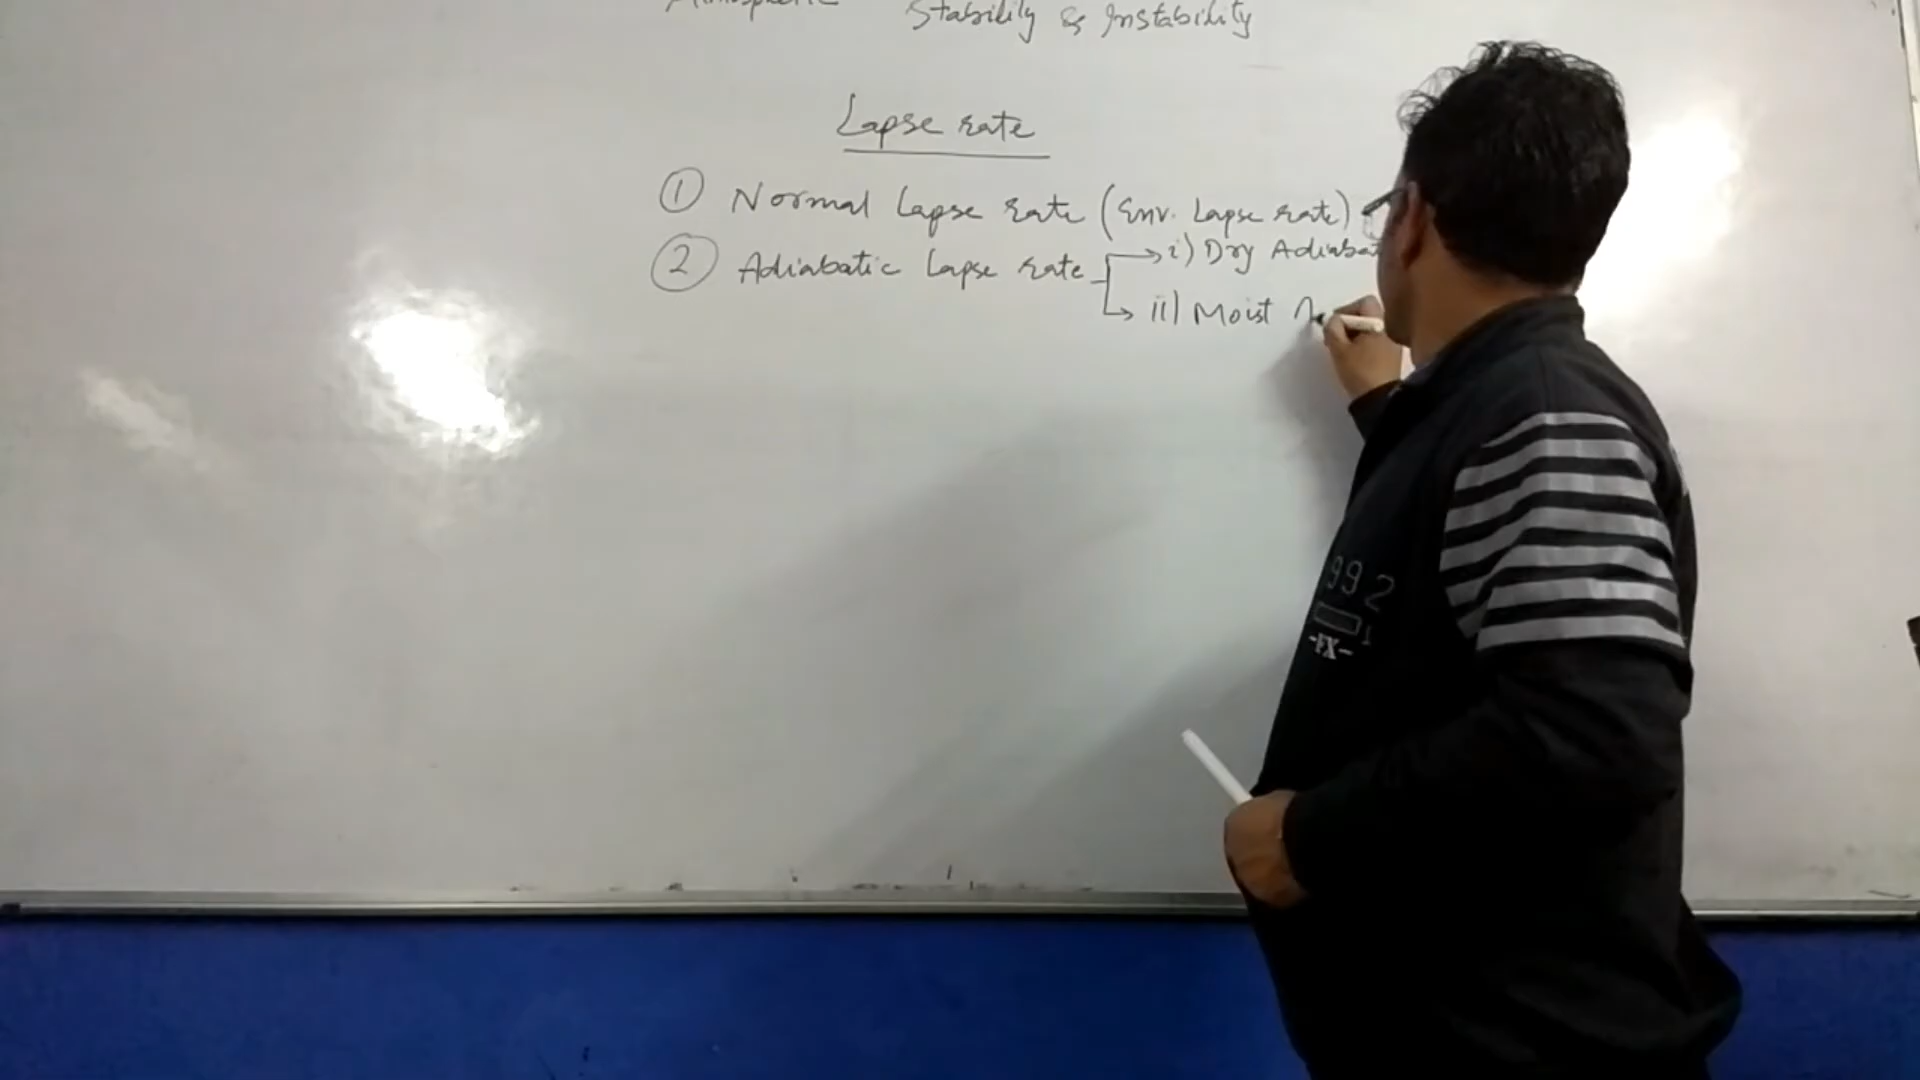 Atmospheric Stability & Instability
Lapse rate
① Normal Lapse rate (Env. Lapse rate)
② Adiabatic Lapse rate
→ i) Dry Adiabat
→ ii) Moist
992
-FX-